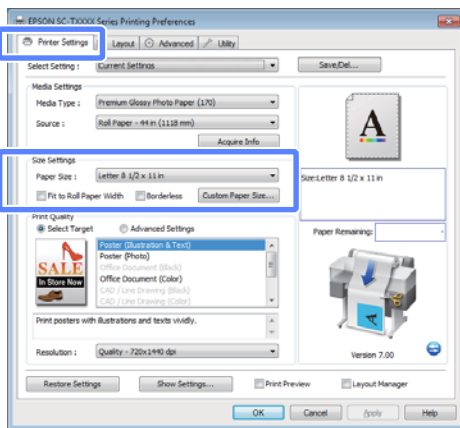 EPSON SC-TXXXX Series Printing Preferences
Printer Settings Layout Advanced Utility
Select Setting : Current Settings Save/Del...
Media Settings
Media Type : Premium Glossy Photo Paper (170)
Source : Roll Paper - 44 in (1118 mm)
Acquire Info
A
Size Settings
Paper Size : Letter 8 1/2 x 11 in
Fit to Roll Paper Width Borderless Custom Paper Size...
Size:Letter 8 1/2 x 11 in
Print Quality
Select Target Advanced Settings
Paper Remaining: -
SALE
In Store Now
Poster (Illustration & Text)
Poster (Photo)
Office Document (Black)
Office Document (Color)
CAD / Line Drawing (Black)
CAD / Line Drawing (Color)
A
Print posters with illustrations and texts vividly.
Resolution : Quality - 720x1440 dpi
Version 7.00
Restore Settings Show Settings... Print Preview Layout Manager
OK Cancel Apply Help